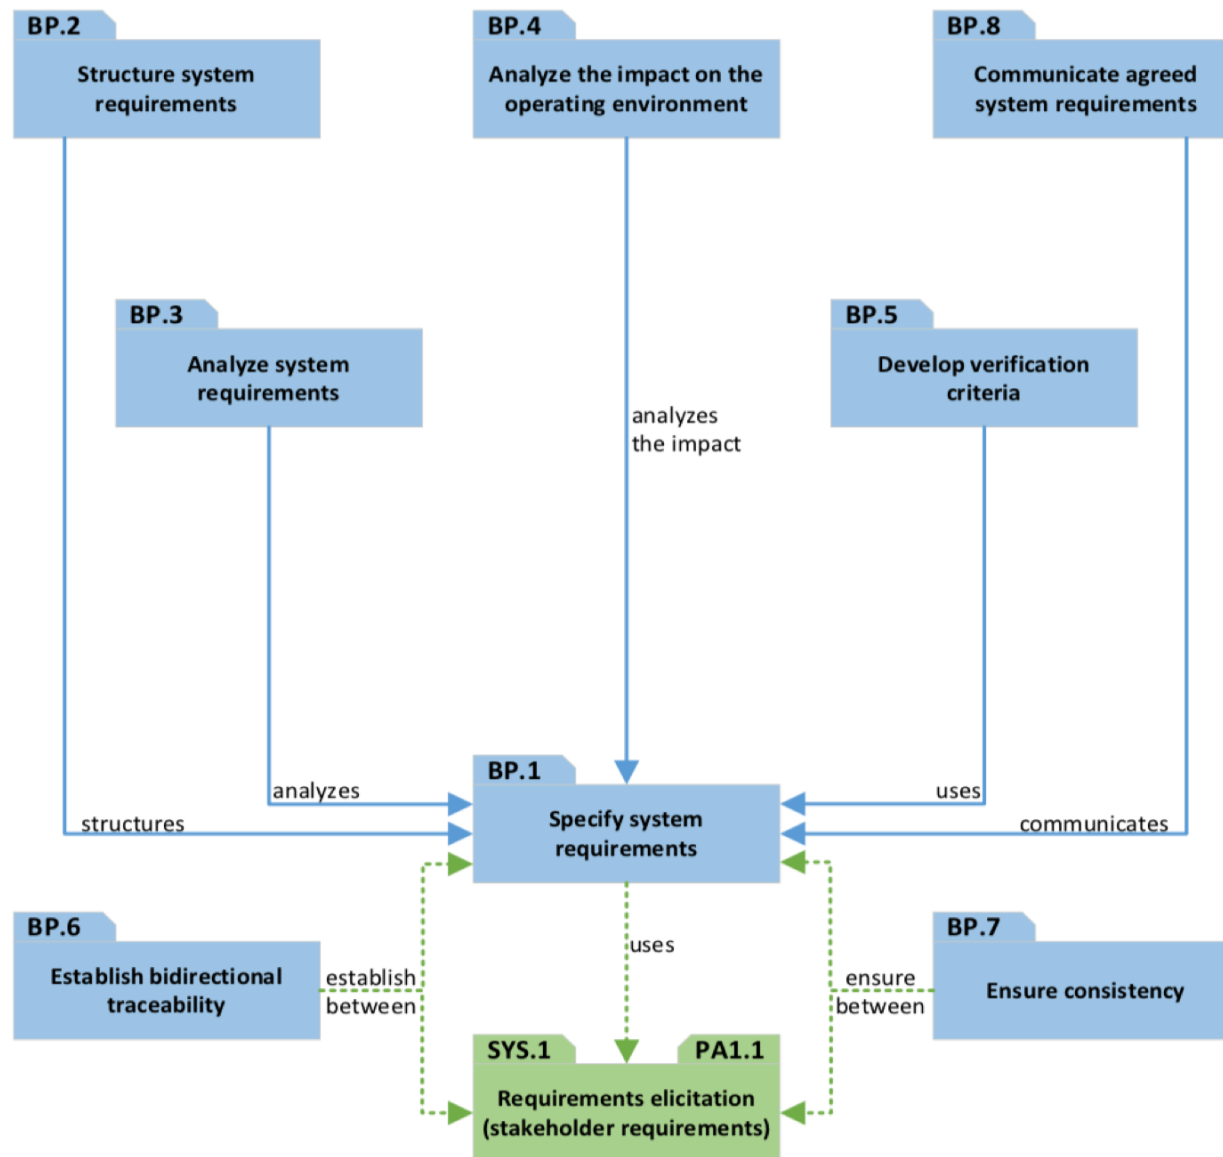 BP.2
Structure system
requirements
BP.4
Analyze the impact on the
operating environment
BP.8
Communicate agreed
system requirements
BP.3
Analyze system
requirements
BP.5
Develop verification
criteria
analyzes
the impact
BP.1
Specify system
requirements
analyzes
structures
uses
communicates
BP.6
Establish bidirectional
traceability
establish
between
uses
ensure
between
BP.7
Ensure consistency
SYS.1
PA1.1
Requirements elicitation
(stakeholder requirements)